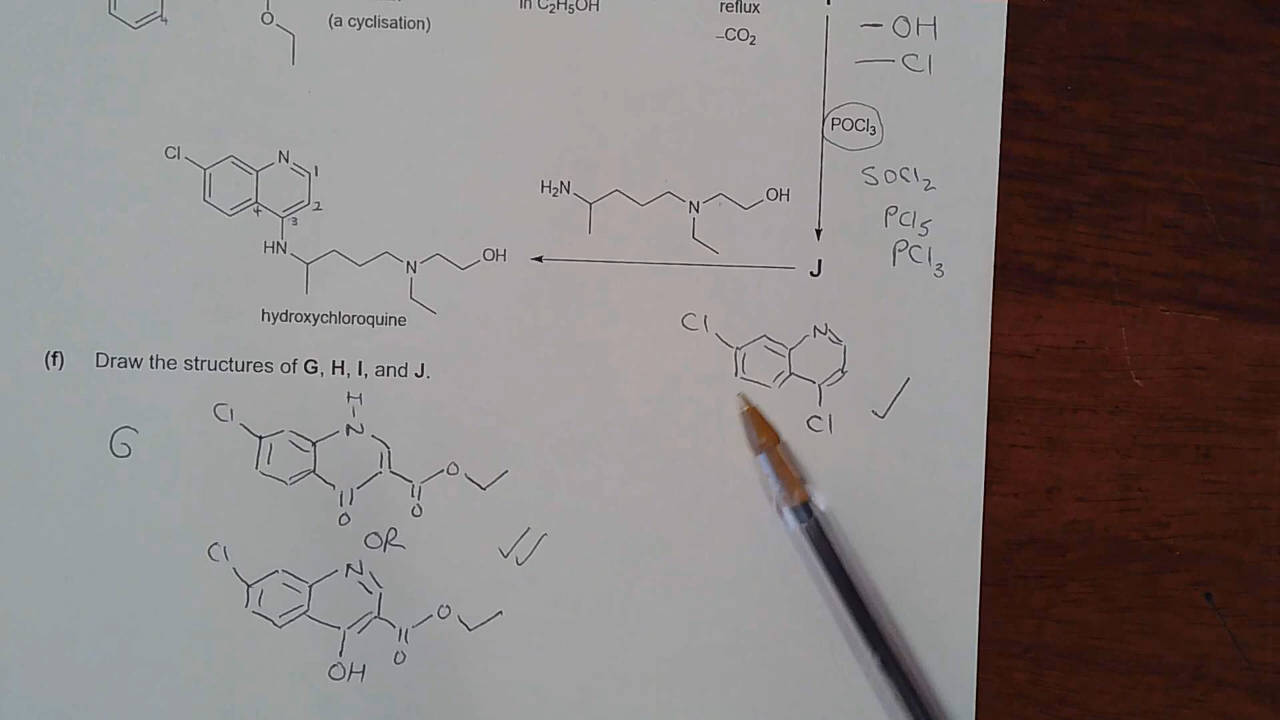 4
O
(a cyclisation)
in C₂H₅OH
reflux
–CO₂
– OH
– Cl
POCl₃
SOCl₂
PCl₅
PCl₃
Cl
N
1
2
3
4
HN
N
OH
hydroxychloroquine
H₂N
N
OH
J
Cl
N
Cl
(f) Draw the structures of G, H, I, and J.
G
Cl
H
N
O
O
O
OR
Cl
N
O
O
OH